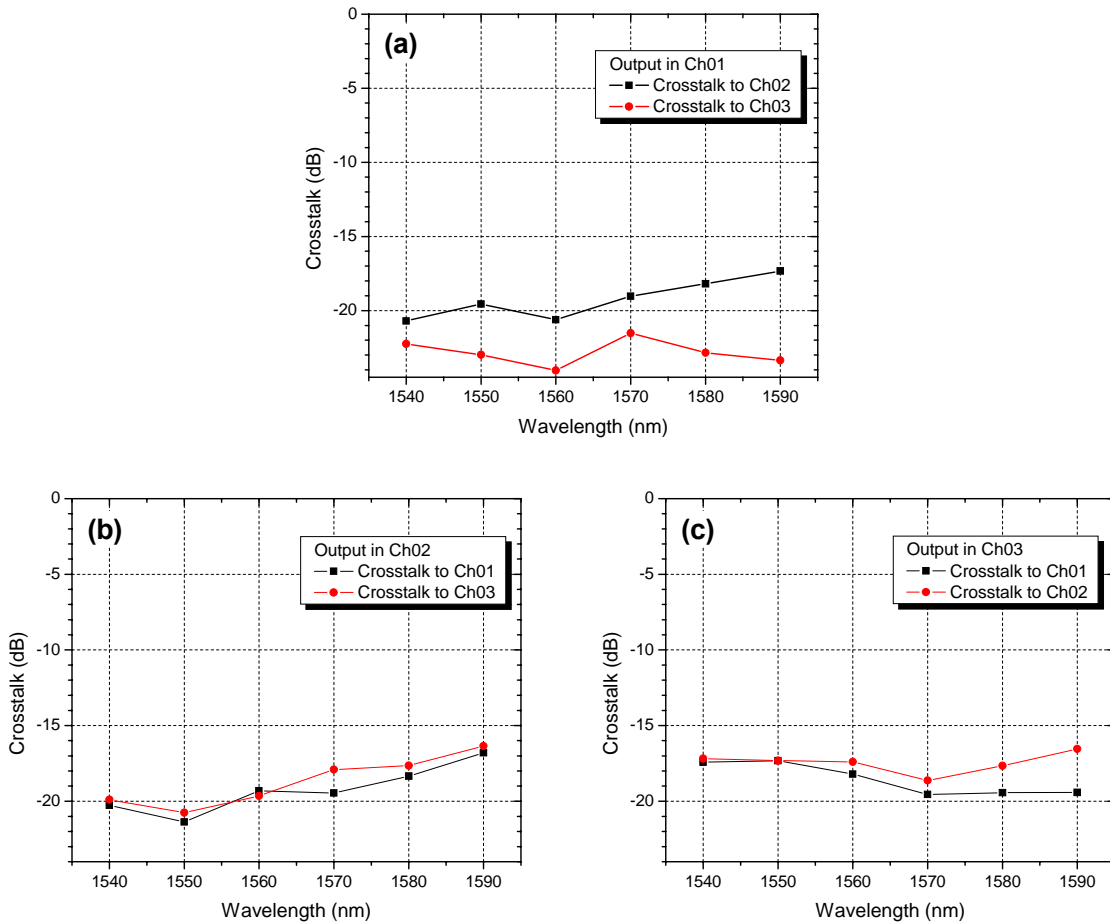 (a)
Output in Ch01
Crosstalk to Ch02
Crosstalk to Ch03
0
-5
-10
-15
-20
Crosstalk (dB)
1540 1550 1560 1570 1580 1590
Wavelength (nm)
(b)
Output in Ch02
Crosstalk to Ch01
Crosstalk to Ch03
0
-5
-10
-15
-20
Crosstalk (dB)
1540 1550 1560 1570 1580 1590
Wavelength (nm)
(c)
Output in Ch03
Crosstalk to Ch01
Crosstalk to Ch02
0
-5
-10
-15
-20
Crosstalk (dB)
1540 1550 1560 1570 1580 1590
Wavelength (nm)